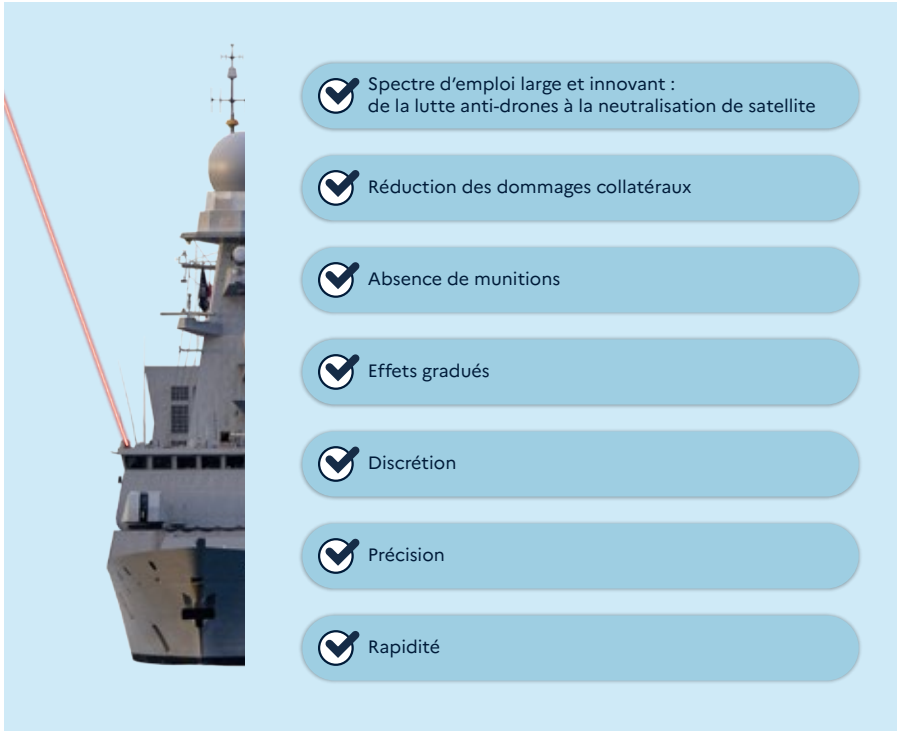 Spectre d’emploi large et innovant :
de la lutte anti-drones à la neutralisation de satellite
Réduction des dommages collatéraux
Absence de munitions
Effets gradués
Discrétion
Précision
Rapidité